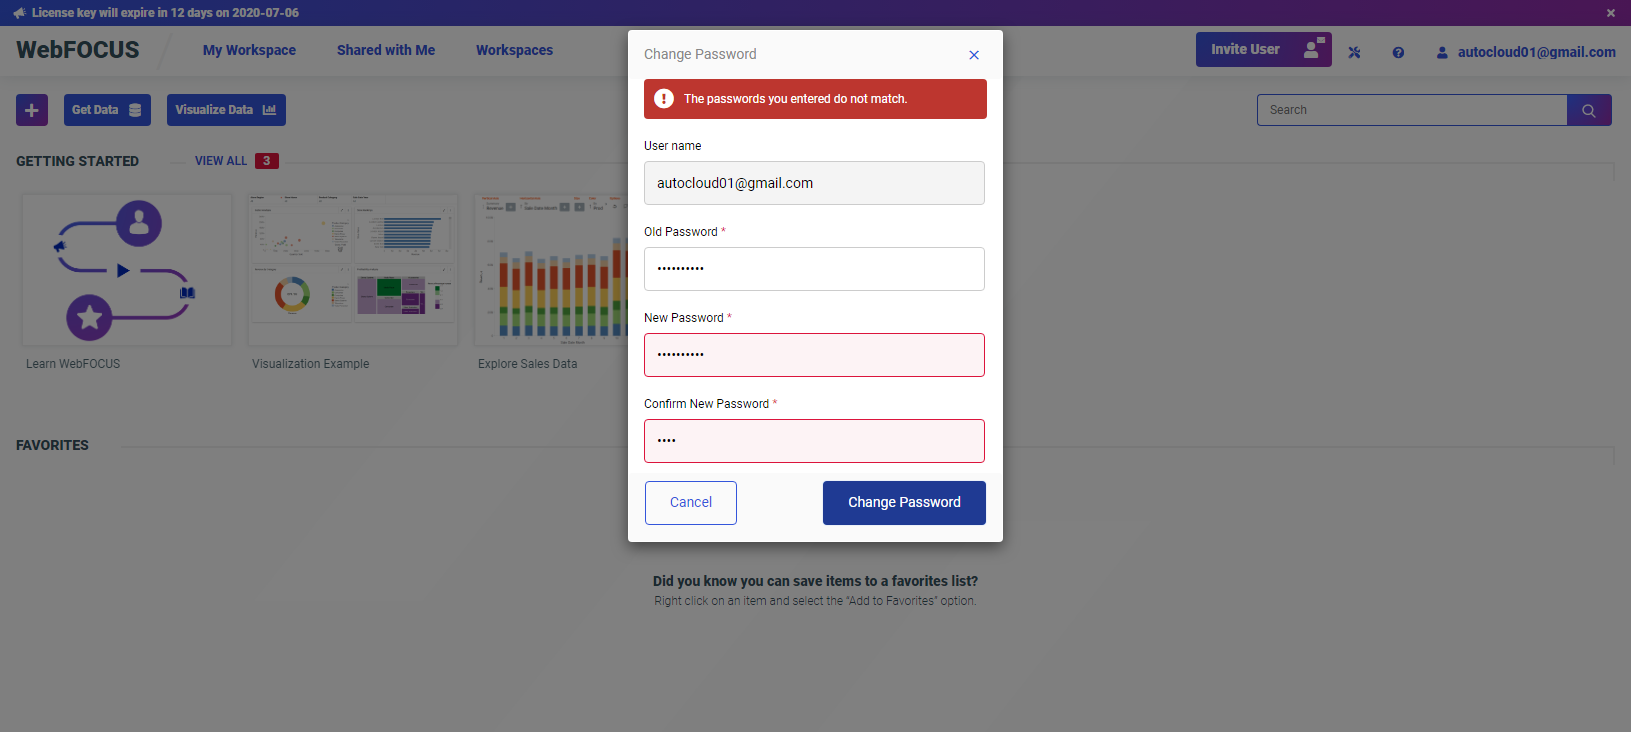 License key will expire in 12 days on 2020-07-06
WebFOCUS
My Workspace
Shared with Me
Workspaces
Invite User
autocloud01@gmail.com
Get Data
Visualize Data
Search
GETTING STARTED
VIEW ALL
3
Learn WebFOCUS
Visualization Example
Explore Sales Data
FAVORITES
Did you know you can save items to a favorites list?
Right click on an item and select the "Add to Favorites" option.
Change Password
The passwords you entered do not match.
User name
autocloud01@gmail.com
Old Password *
••••••••••
New Password *
••••••••••
Confirm New Password *
••••
Cancel
Change Password